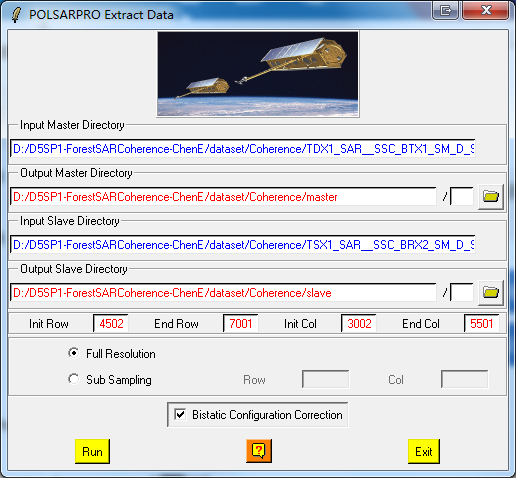 POLSARPRO Extract Data
Input Master Directory
D:/D5SP1-ForestSARCoherence-ChenE/dataset/Coherence/TDX1_SAR__SSC_BTX1_SM_D_S
Output Master Directory
D:/D5SP1-ForestSARCoherence-ChenE/dataset/Coherence/master /
Input Slave Directory
D:/D5SP1-ForestSARCoherence-ChenE/dataset/Coherence/TSX1_SAR__SSC_BRX2_SM_D_S
Output Slave Directory
D:/D5SP1-ForestSARCoherence-ChenE/dataset/Coherence/slave /
Init Row 4502 End Row 7001 Init Col 3002 End Col 5501
Full Resolution
Sub Sampling Row Col
Bistatic Configuration Correction
Run ? Exit